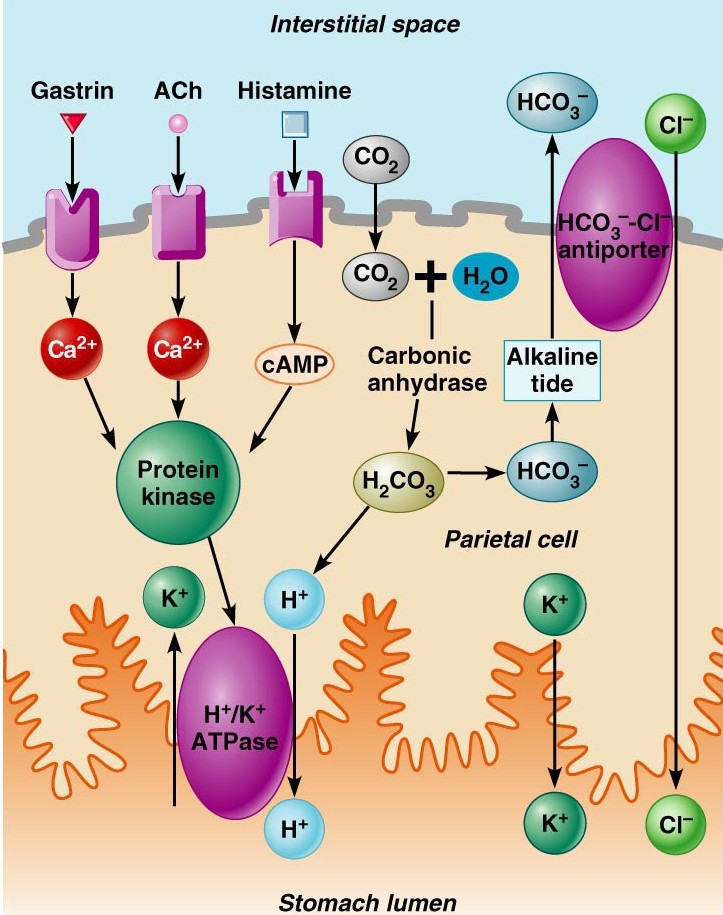 Interstitial space
Gastrin
ACh
Histamine
HCO₃⁻
Cl⁻
CO₂
HCO₃⁻-Cl⁻
antiporter
CO₂
+
H₂O
Ca²⁺
Ca²⁺
cAMP
Carbonic
anhydrase
Alkaline
tide
Protein
kinase
H₂CO₃
HCO₃⁻
Parietal cell
K⁺
H⁺
K⁺
H⁺/K⁺
ATPase
H⁺
K⁺
Cl⁻
Stomach lumen